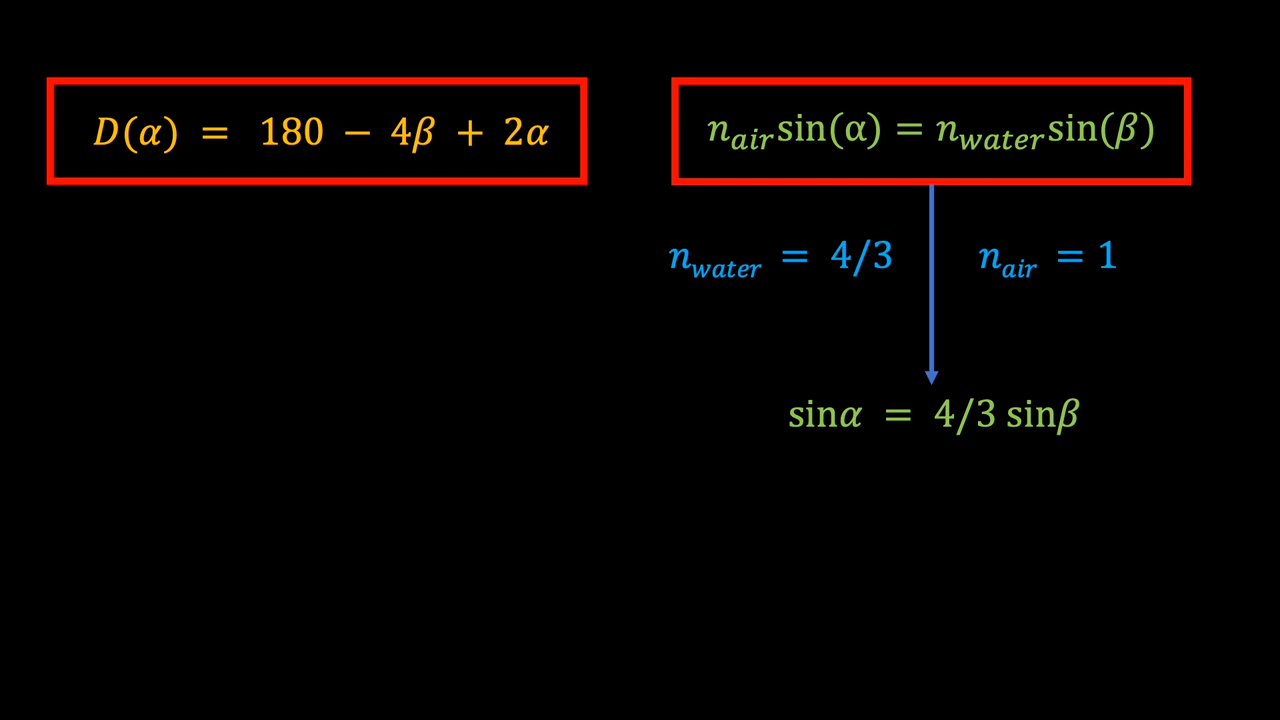 D(α) = 180 − 4β + 2α
n_air sin(α) = n_water sin(β)
n_water = 4/3
n_air = 1
sinα = 4/3 sinβ